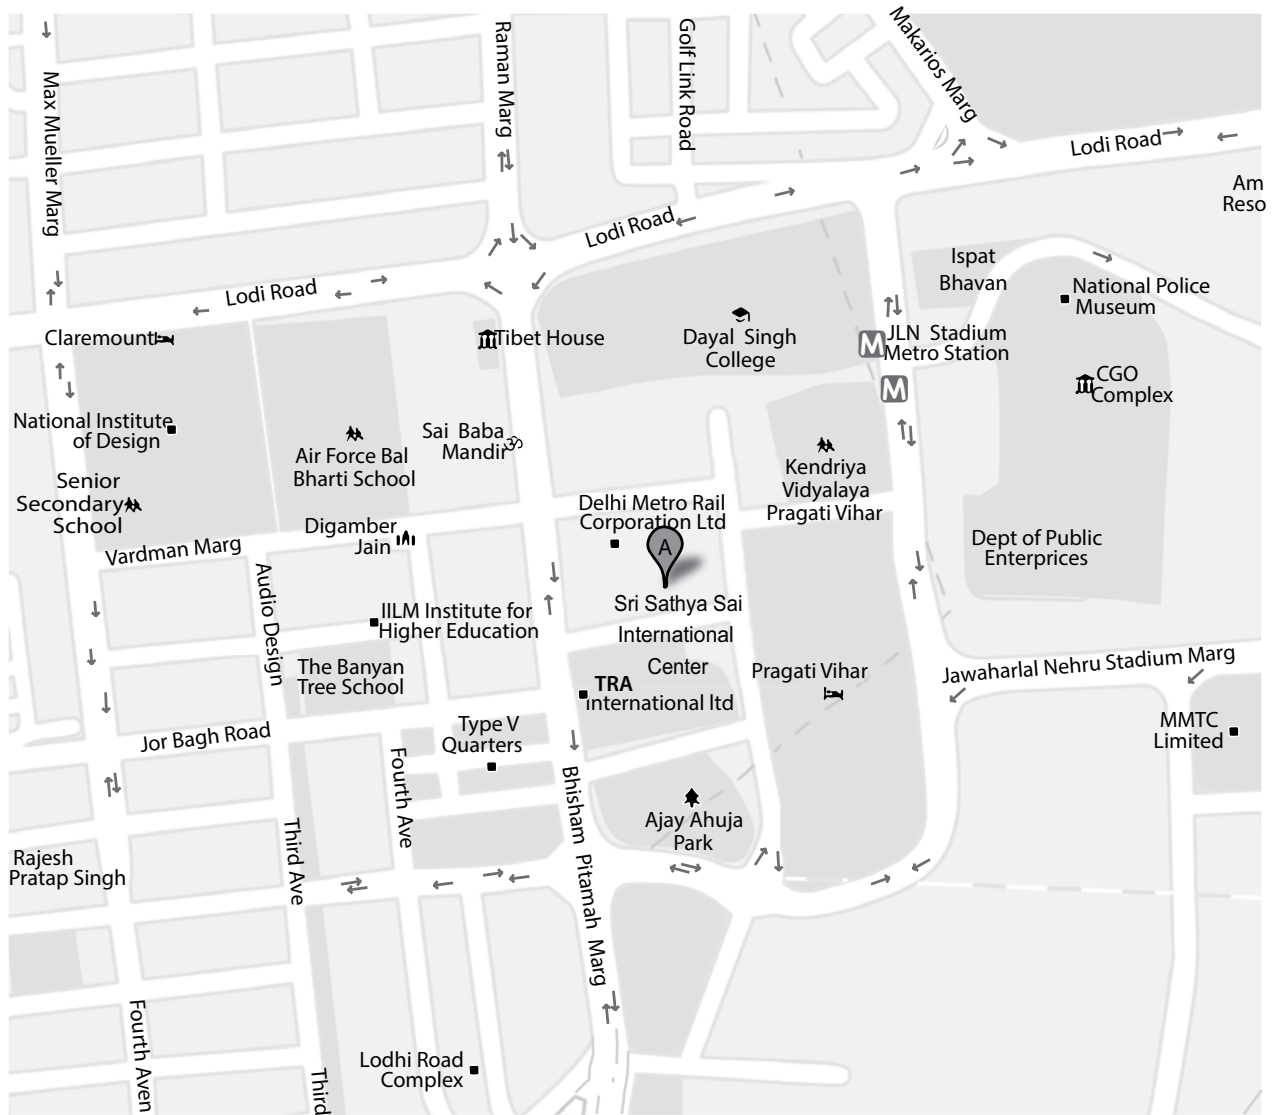 Makarios Marg
Golf Link Road
Raman Marg
Max Mueller Marg
Lodi Road
Am
Reso
Lodi Road
Ispat
Bhavan
National Police
Museum
Lodi Road
Claremount
Tibet House
Dayal Singh
College
M JLN Stadium
Metro Station
M
CGO
Complex
National Institute
of Design
Sai Baba
Mandir ॐ
Air Force Bal
Bharti School
Kendriya
Vidyalaya
Pragati Vihar
Senior
Secondary
School
Delhi Metro Rail
Corporation Ltd
Digamber
Jain
Vardman Marg
A
Dept of Public
Enterprices
Audio Design
IILM Institute for
Higher Education
Sri Sathya Sai
International
Center
The Banyan
Tree School
Pragati Vihar
Jawaharlal Nehru Stadium Marg
TRA
international ltd
Type V
Quarters
MMTC
Limited
Jor Bagh Road
Fourth Ave
Bhisham Pitamah Marg
Ajay Ahuja
Park
Third Ave
Rajesh
Pratap Singh
Fourth Aven
Lodhi Road
Complex
Third